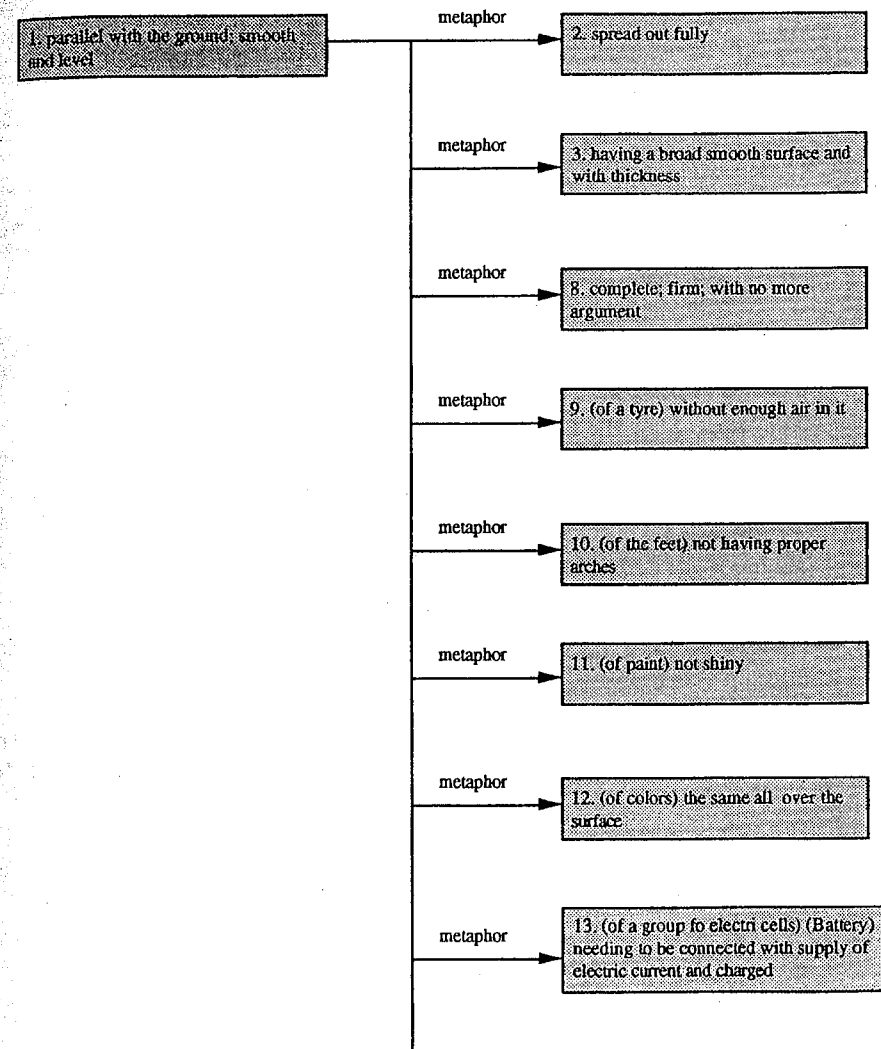 1. parallel with the ground; smooth
and level
metaphor
2. spread out fully
metaphor
3. having a broad smooth surface and
with thickness
metaphor
8. complete; firm; with no more
argument
metaphor
9. (of a tyre) without enough air in it
metaphor
10. (of the feet) not having proper
arches
metaphor
11. (of paint) not shiny
metaphor
12. (of colors) the same all over the
surface
metaphor
13. (of a group fo electri cells) (Battery)
needing to be connected with supply of
electric current and charged